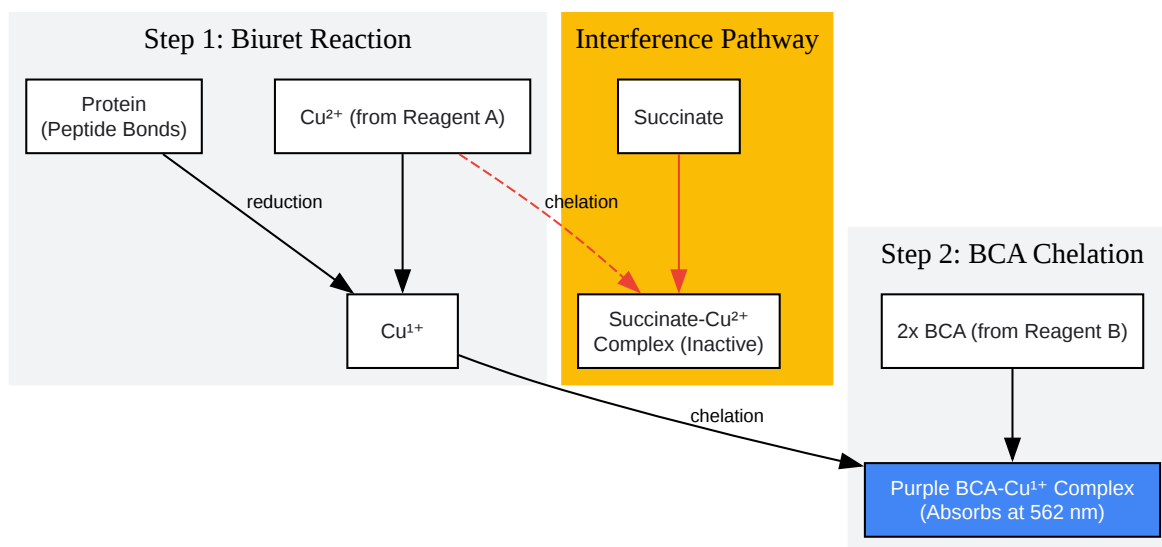 Step 1: Biuret Reaction
Protein
(Peptide Bonds)
Cu²⁺ (from Reagent A)
reduction
Cu¹⁺
Interference Pathway
Succinate
chelation
Succinate-Cu²⁺
Complex (Inactive)
chelation
Step 2: BCA Chelation
2x BCA (from Reagent B)
Purple BCA-Cu¹⁺ Complex
(Absorbs at 562 nm)